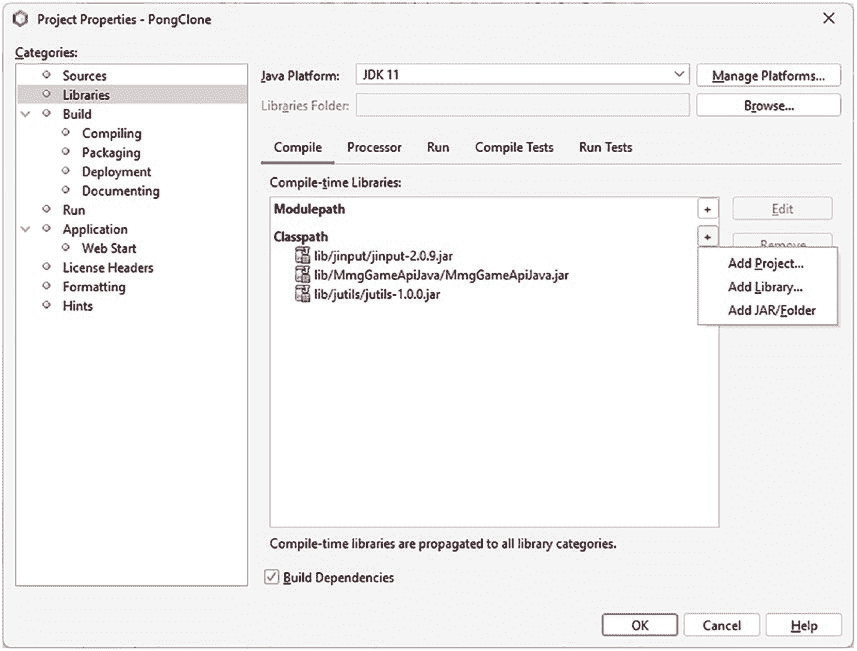 Project Properties - PongClone
Categories:
Sources
Libraries
Build
Compiling
Packaging
Deployment
Documenting
Run
Application
Web Start
License Headers
Formatting
Hints
Java Platform: JDK 11 Manage Platforms...
Libraries Folder: Browse...
Compile Processor Run Compile Tests Run Tests
Compile-time Libraries:
Modulepath + Edit
Classpath + Remove
lib/jinput/jinput-2.0.9.jar
lib/MmgGameApiJava/MmgGameApiJava.jar
lib/jutils/jutils-1.0.0.jar
Add Project...
Add Library...
Add JAR/Folder
Compile-time libraries are propagated to all library categories.
Build Dependencies
OK Cancel Help